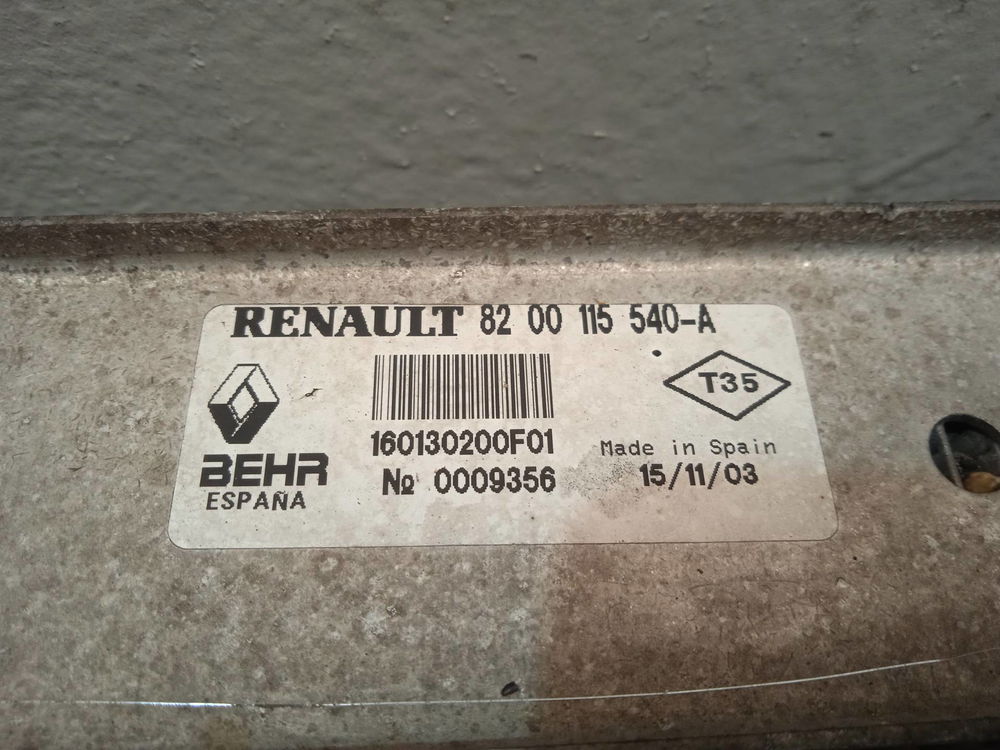 RENAULT 82 00 115 540-A
T35
160130200F01
Made in Spain
BEHR
Nº 0009356
15/11/03
ESPAÑA